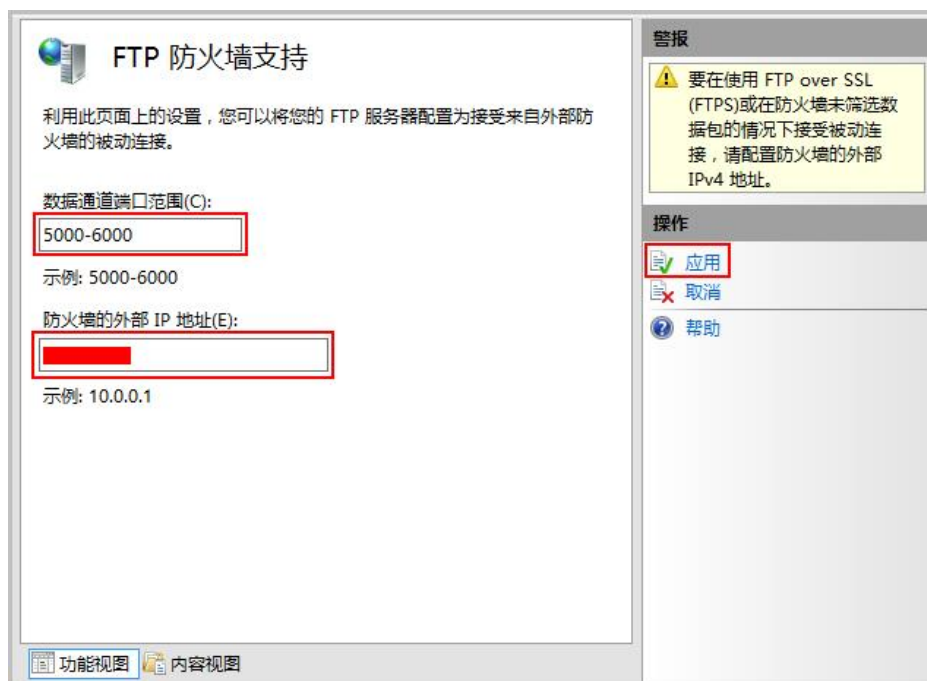 FTP 防火墙支持
利用此页面上的设置，您可以将您的 FTP 服务器配置为接受来自外部防
火墙的被动连接。
数据通道端口范围(C):
5000-6000
示例: 5000-6000
防火墙的外部 IP 地址(E):
示例: 10.0.0.1
功能视图
内容视图
警报
要在使用 FTP over SSL
(FTPS)或在防火墙未筛选数
据包的情况下接受被动连
接，请配置防火墙的外部
IPv4 地址。
操作
应用
取消
帮助